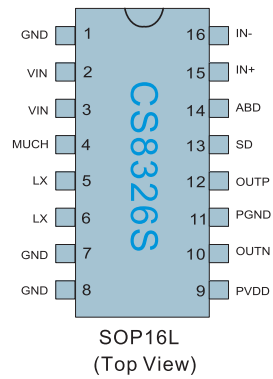 GND 1 16 IN-
VIN 2 15 IN+
VIN 3 14 ABD
MUCH 4 13 SD
LX 5 12 OUTP
LX 6 11 PGND
GND 7 10 OUTN
GND 8 9 PVDD
CS8326S
SOP16L
(Top View)